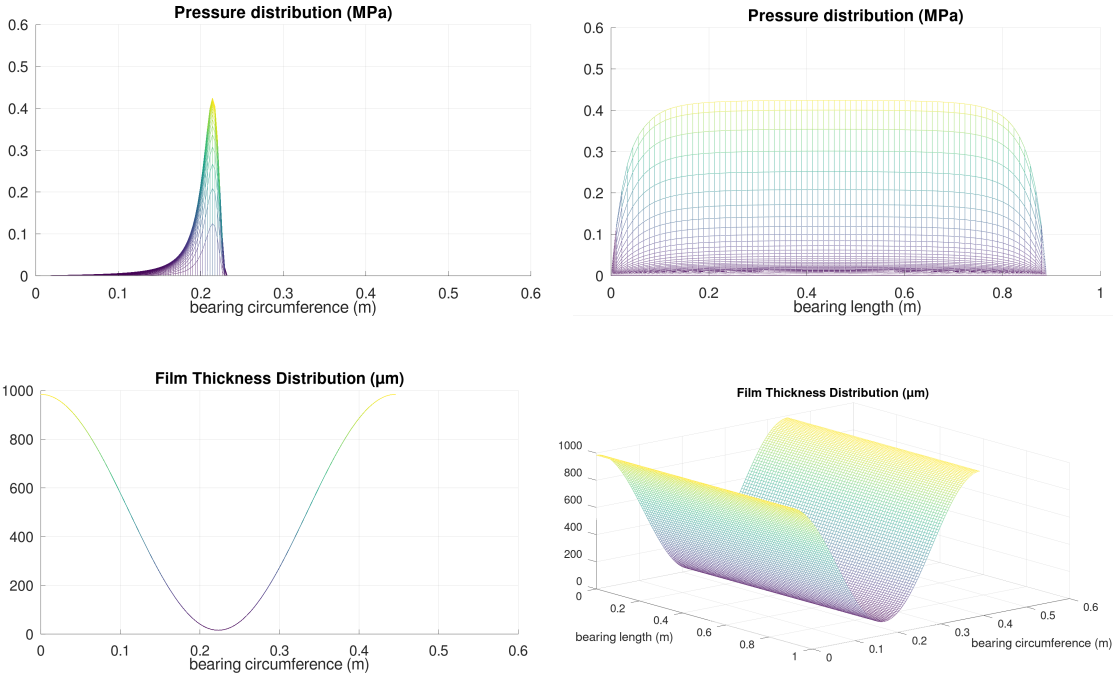 Pressure distribution (MPa)
0.6
0.5
0.4
0.3
0.2
0.1
0
0 0.1 0.2 0.3 0.4 0.5 0.6
bearing circumference (m)
Pressure distribution (MPa)
0.6
0.5
0.4
0.3
0.2
0.1
0
0 0.2 0.4 0.6 0.8 1
bearing length (m)
Film Thickness Distribution (µm)
1000
800
600
400
200
0
0 0.1 0.2 0.3 0.4 0.5 0.6
bearing circumference (m)
Film Thickness Distribution (µm)
1000
800
600
400
200
0
0 0.2 0.4 0.6 0.8 1
bearing length (m)
0 0.1 0.2 0.3 0.4 0.5 0.6
bearing circumference (m)